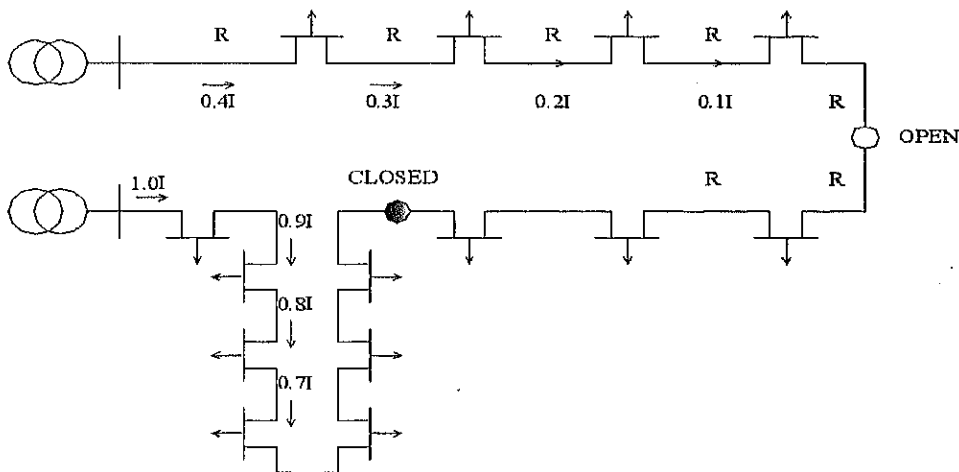 R R R R
0.4I 0.3I 0.2I 0.1I
R
OPEN
1.0I
CLOSED
R R
0.9I
0.8I
0.7I